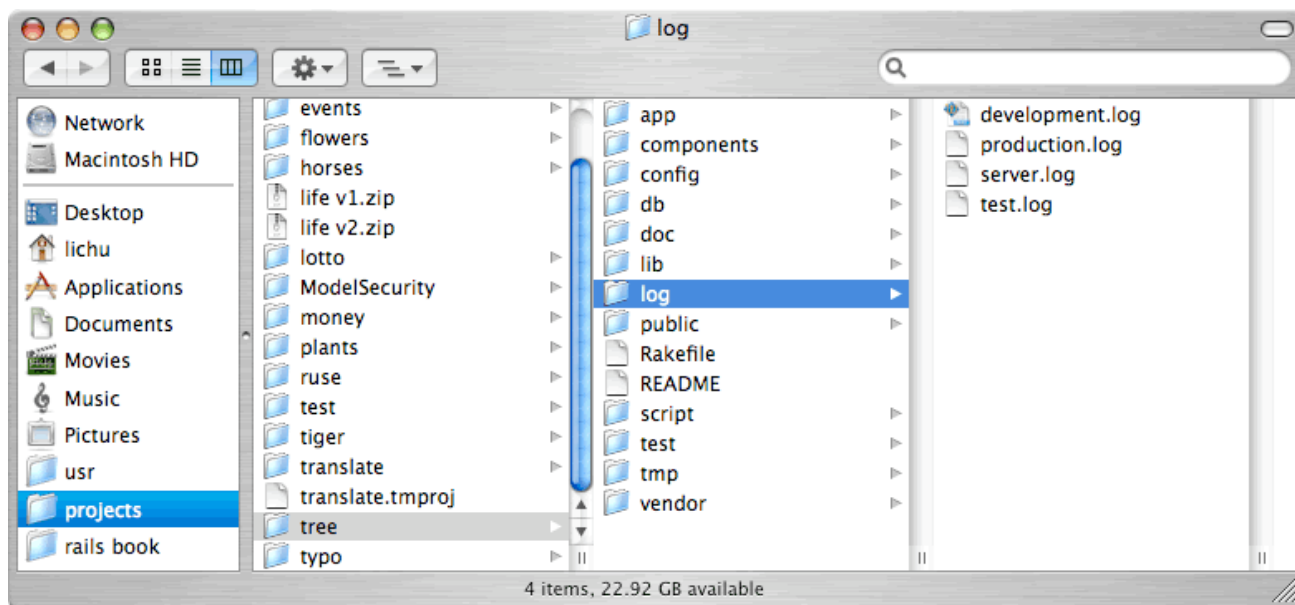 log
Network
Macintosh HD
Desktop
lichu
Applications
Documents
Movies
Music
Pictures
usr
projects
rails book
events
flowers
horses
life v1.zip
life v2.zip
lotto
ModelSecurity
money
plants
ruse
test
tiger
translate
translate.tmproj
tree
typo
app
components
config
db
doc
lib
log
public
Rakefile
README
script
test
tmp
vendor
development.log
production.log
server.log
test.log
4 items, 22.92 GB available